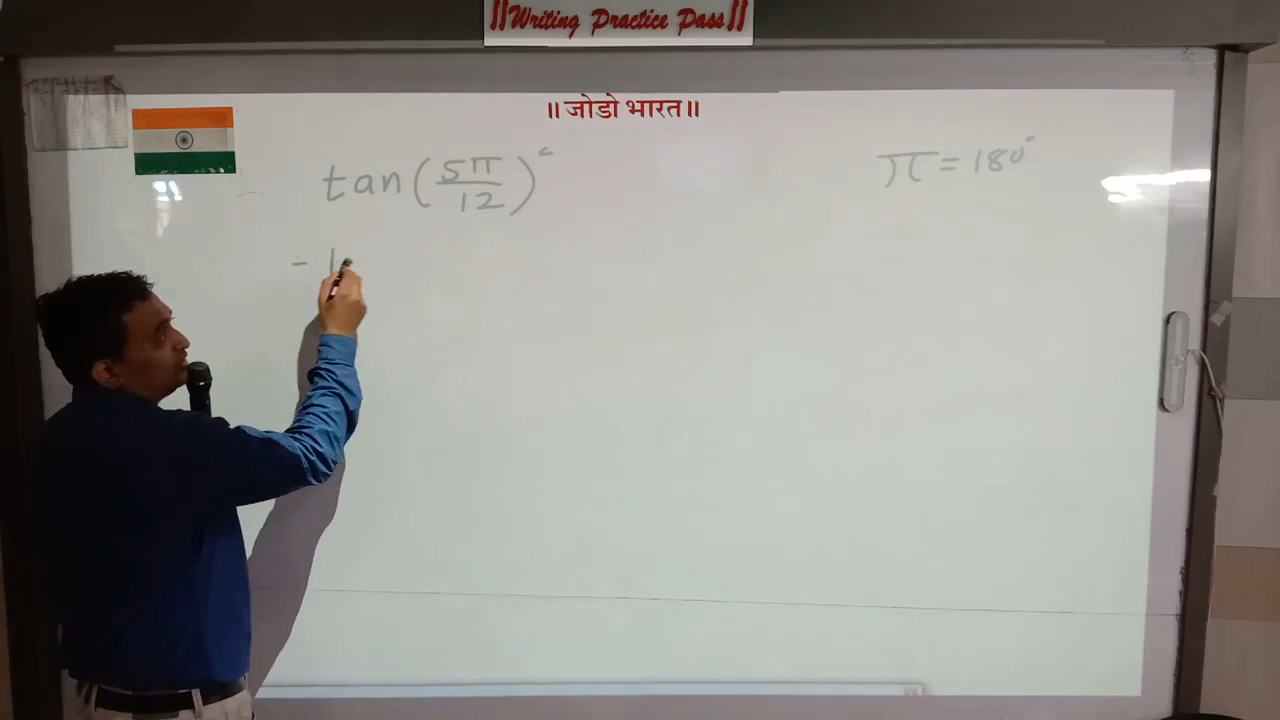 ||Writing Practice Pass||
॥ जोडो भारत॥
tan(5π/12)ᶜ
π = 180°
=